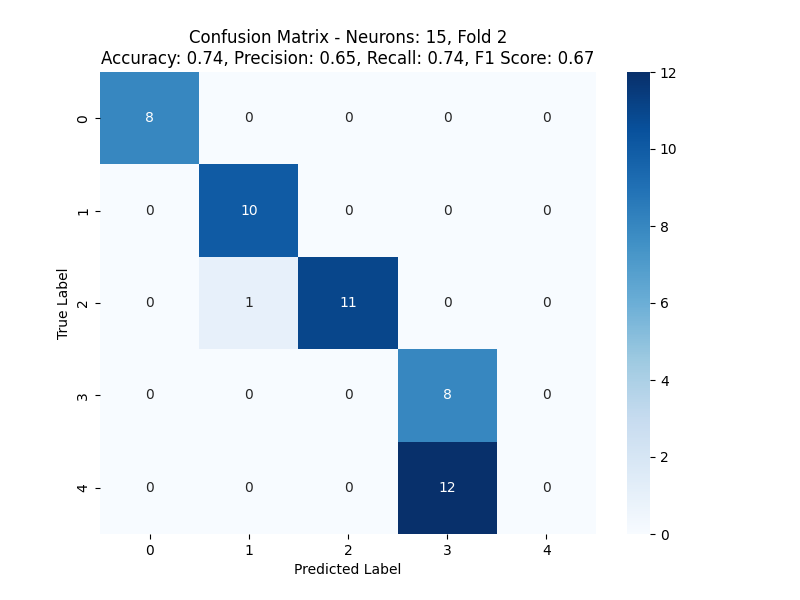 Confusion Matrix - Neurons: 15, Fold 2
Accuracy: 0.74, Precision: 0.65, Recall: 0.74, F1 Score: 0.67
True Label
0 8 0 0 0 0
1 0 10 0 0 0
2 0 1 11 0 0
3 0 0 0 8 0
4 0 0 0 12 0
0 1 2 3 4
Predicted Label
12
10
8
6
4
2
0